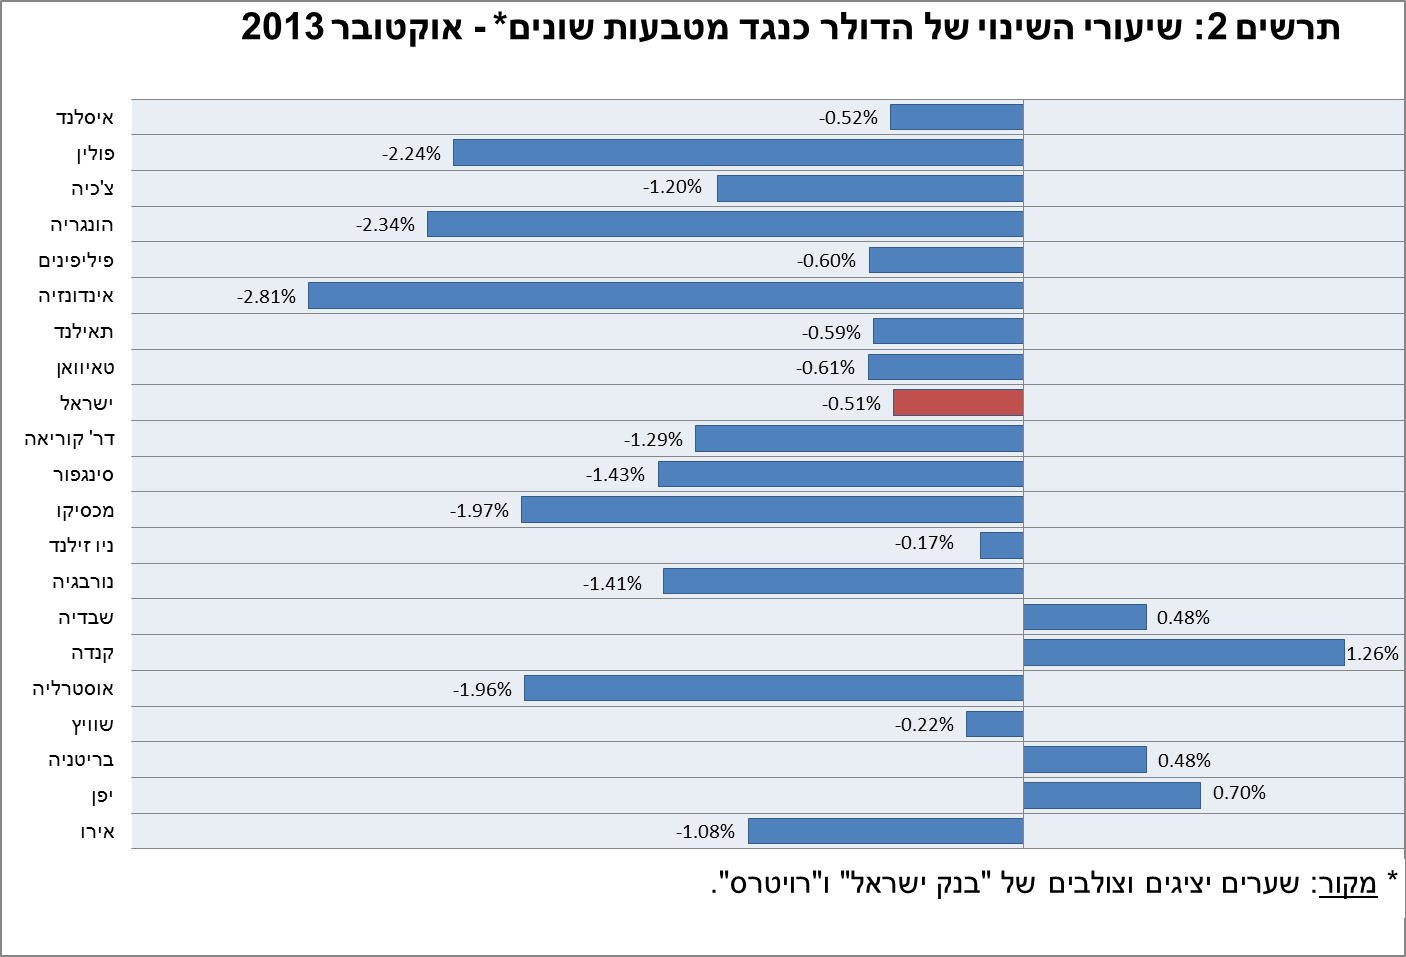 תרשים 2: שיעורי השינוי של הדולר כנגד מטבעות שונים* - אוקטובר 2013
איסלנד -0.52%
פולין -2.24%
צ'כיה -1.20%
הונגריה -2.34%
פיליפינים -0.60%
אינדונזיה -2.81%
תאילנד -0.59%
טאיוואן -0.61%
ישראל -0.51%
דר' קוריאה -1.29%
סינגפור -1.43%
מכסיקו -1.97%
ניו זילנד -0.17%
נורבגיה -1.41%
שבדיה 0.48%
קנדה 1.26%
אוסטרליה -1.96%
שוויץ -0.22%
בריטניה 0.48%
יפן 0.70%
אירו -1.08%
* מקור: שערים יציגים וצולבים של "בנק ישראל" ו"רויטרס".